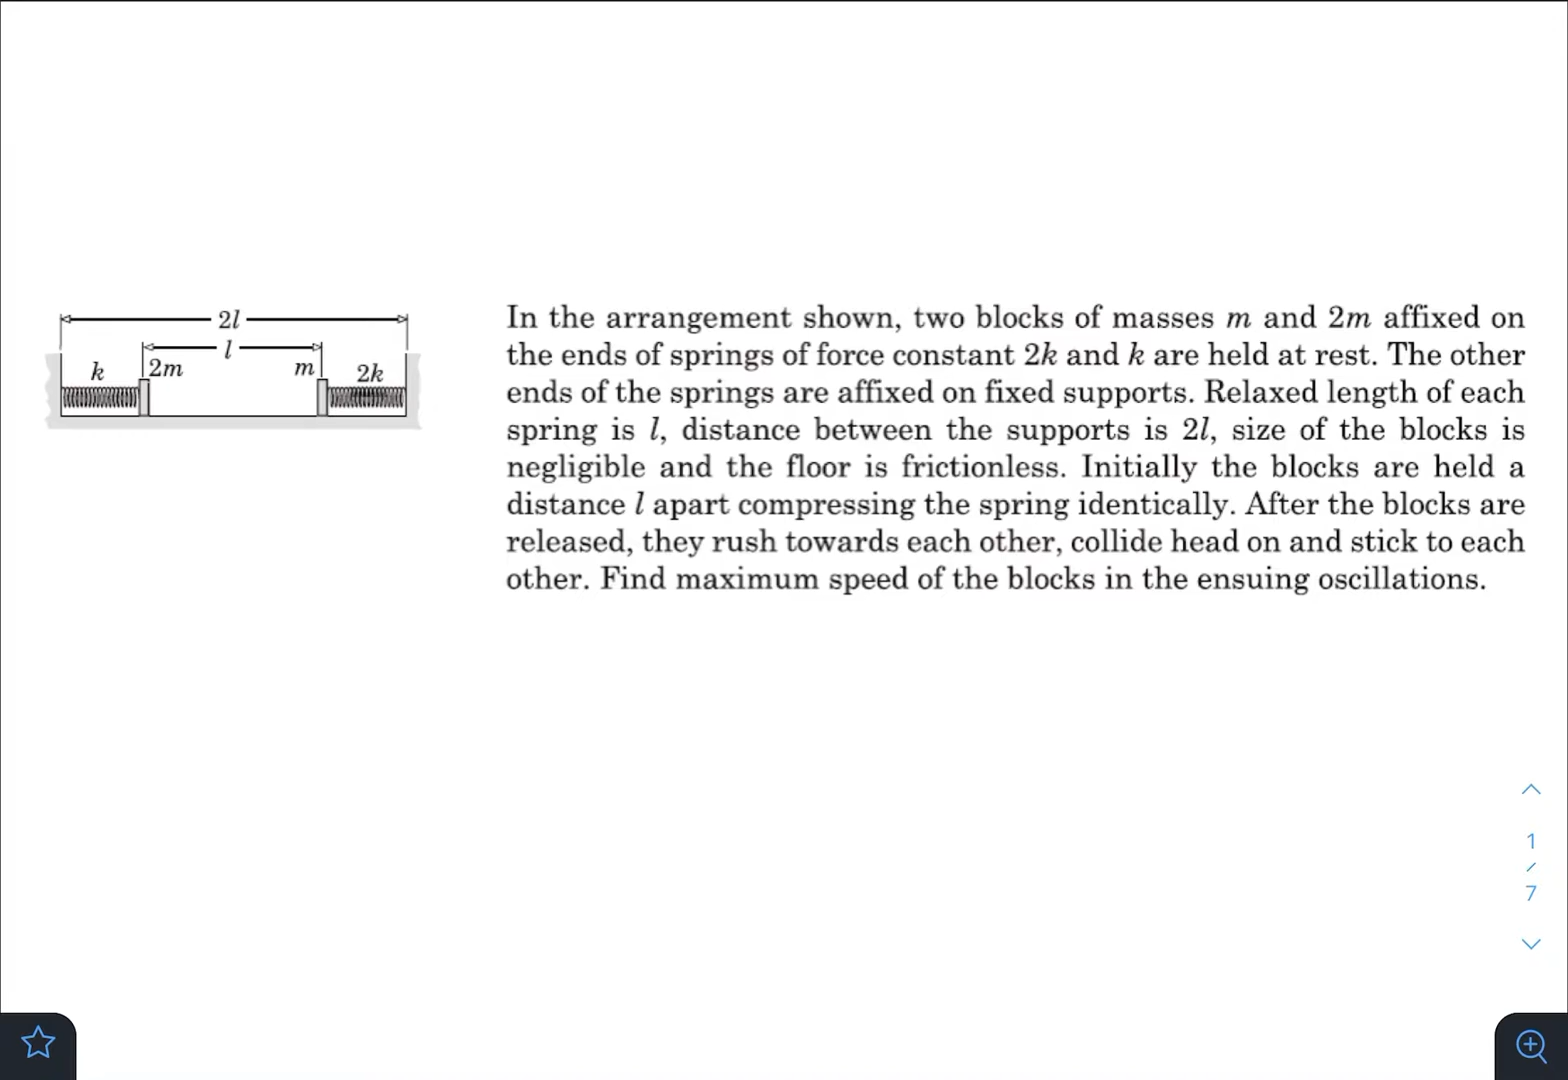 2l
l
k
2m
m
2k
In the arrangement shown, two blocks of masses m and 2m affixed on
the ends of springs of force constant 2k and k are held at rest. The other
ends of the springs are affixed on fixed supports. Relaxed length of each
spring is l, distance between the supports is 2l, size of the blocks is
negligible and the floor is frictionless. Initially the blocks are held a
distance l apart compressing the spring identically. After the blocks are
released, they rush towards each other, collide head on and stick to each
other. Find maximum speed of the blocks in the ensuing oscillations.
1
/
7